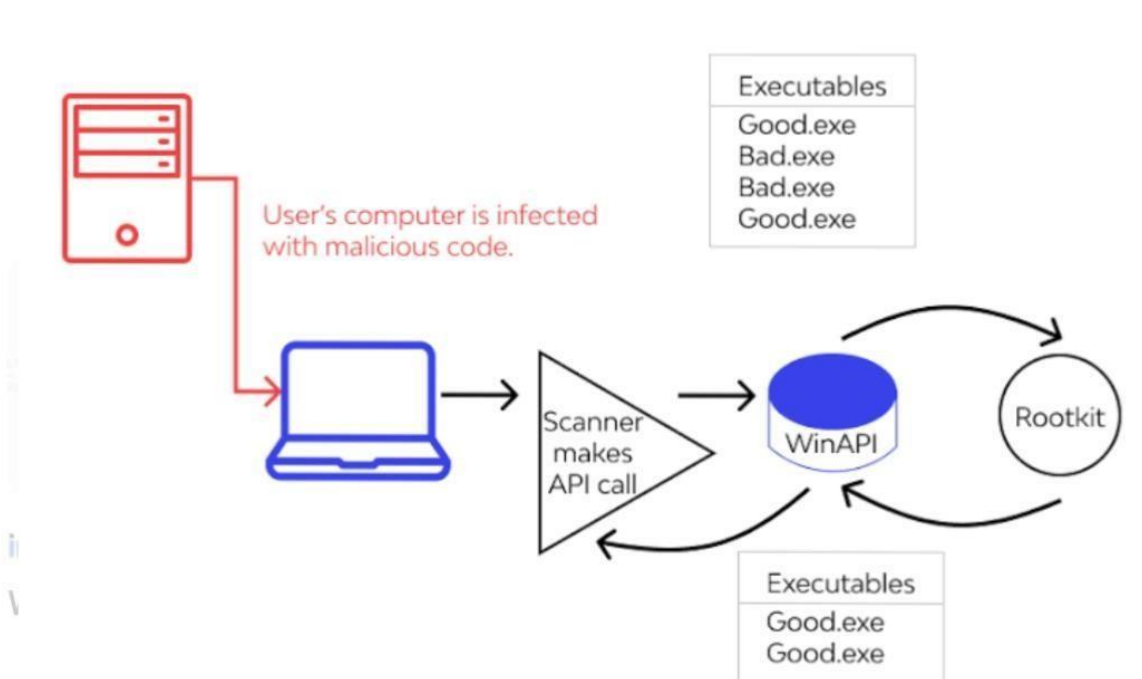 Executables
Good.exe
Bad.exe
Bad.exe
Good.exe
User's computer is infected
with malicious code.
Scanner
makes
API call
WinAPI
Rootkit
Executables
Good.exe
Good.exe